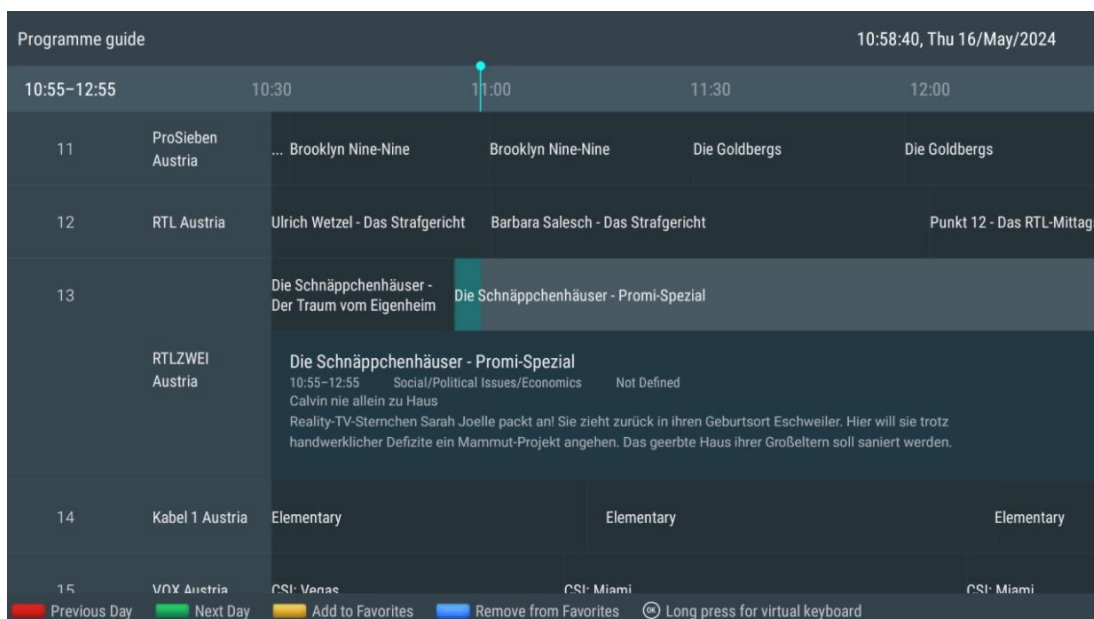 Programme guide 10:58:40, Thu 16/May/2024
10:55–12:55 10:30 11:00 11:30 12:00
11 ProSieben Austria ... Brooklyn Nine-Nine Brooklyn Nine-Nine Die Goldbergs Die Goldbergs
12 RTL Austria Ulrich Wetzel - Das Strafgericht Barbara Salesch - Das Strafgericht Punkt 12 - Das RTL-Mittag
13 Die Schnäppchenhäuser -
Der Traum vom Eigenheim Die Schnäppchenhäuser - Promi-Spezial
RTLZWEI
Austria
Die Schnäppchenhäuser - Promi-Spezial
10:55–12:55 Social/Political Issues/Economics Not Defined
Calvin nie allein zu Haus
Reality-TV-Sternchen Sarah Joelle packt an! Sie zieht zurück in ihren Geburtsort Eschweiler. Hier will sie trotz
handwerklicher Defizite ein Mammut-Projekt angehen. Das geerbte Haus ihrer Großeltern soll saniert werden.
14 Kabel 1 Austria Elementary Elementary Elementary
15 VOX Austria CSI: Vegas CSI: Miami CSI: Miami
Previous Day Next Day Add to Favorites Remove from Favorites OK Long press for virtual keyboard